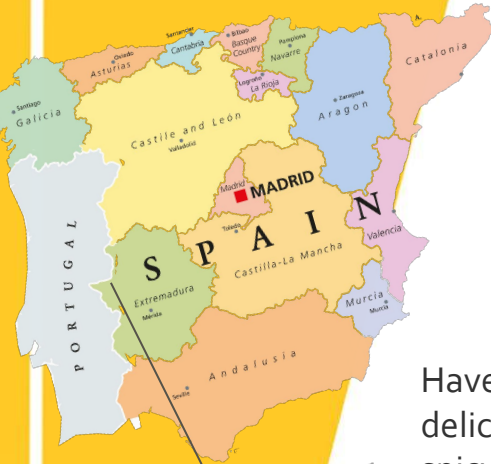 A.
Santander
Bilbao
Oviedo
Cantabria
Basque
Country
Pamplona
Asturias
Navarre
Catalonia
Logroño
La Rioja
Santiago
Galicia
Zaragoza
Aragon
Castile and León
Valladolid
Madrid
MADRID
Toledo
SPAIN
Valencia
Castilla-La Mancha
PORTUGAL
Extremadura
Mérida
Murcia
Murcia
Andalusia
Seville
Have
delic